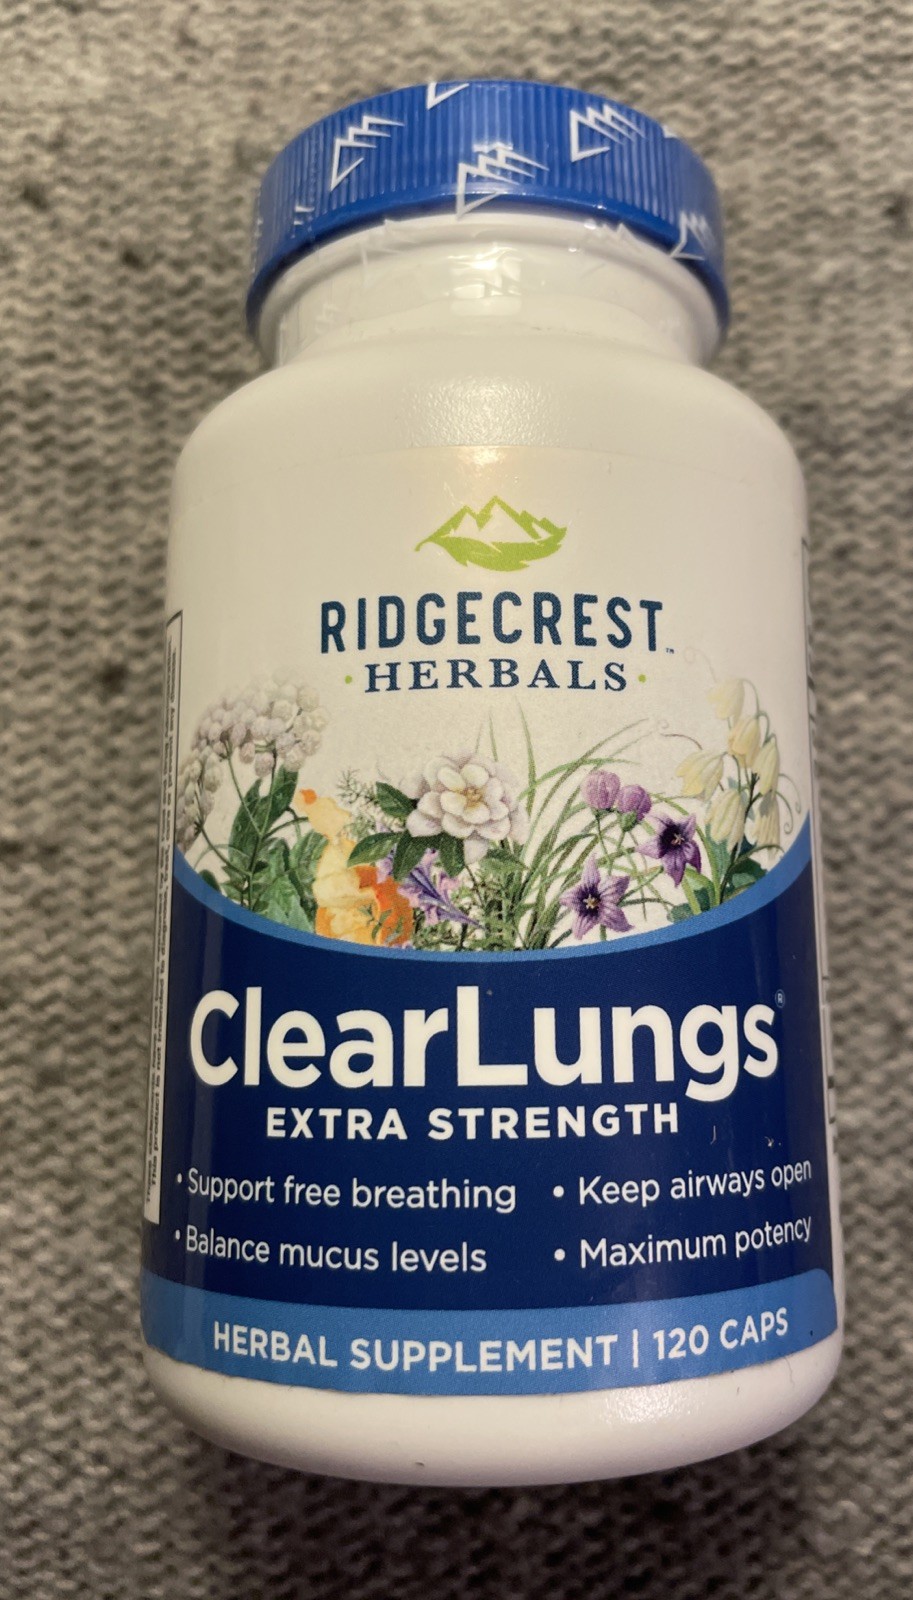 RIDGECREST™
• HERBALS •
ClearLungs®
EXTRA STRENGTH
• Support free breathing
• Keep airways open
• Balance mucus levels
• Maximum potency
HERBAL SUPPLEMENT | 120 CAPS